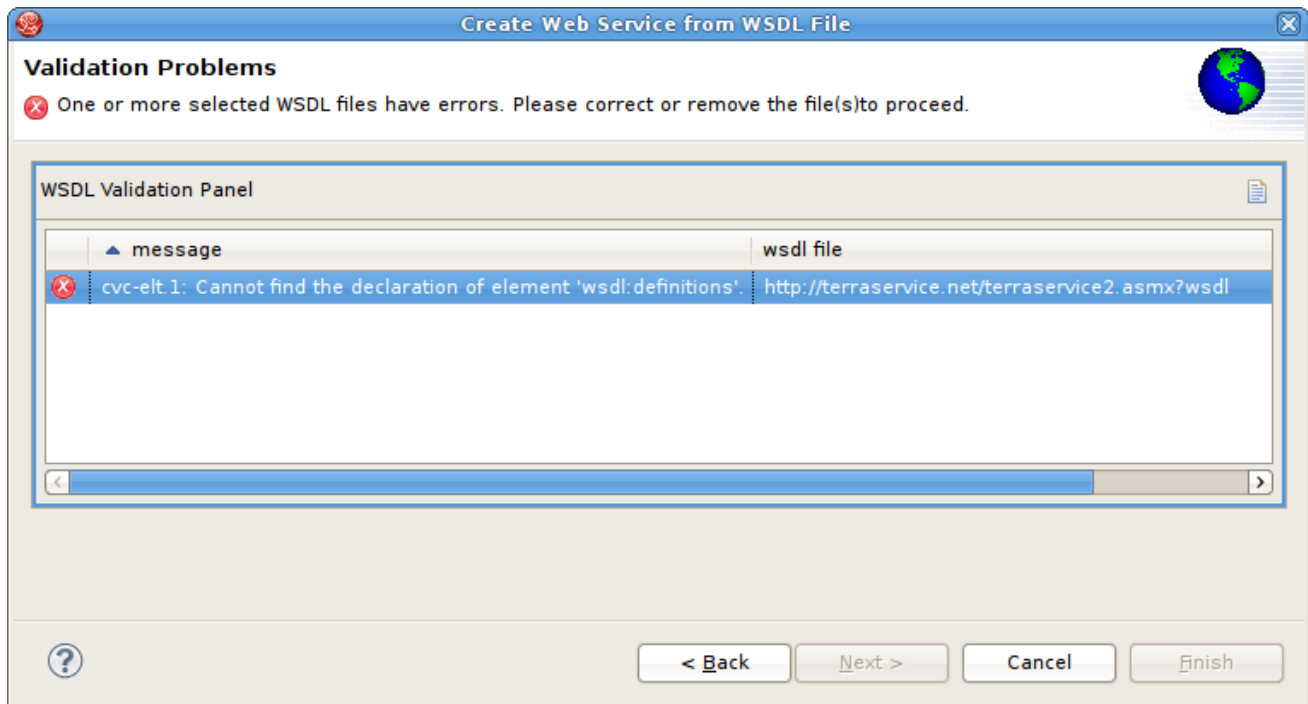 Create Web Service from WSDL File
Validation Problems
One or more selected WSDL files have errors. Please correct or remove the file(s)to proceed.
WSDL Validation Panel
message wsdl file
cvc-elt.1: Cannot find the declaration of element 'wsdl:definitions'. http://terraservice.net/terraservice2.asmx?wsdl
? < Back Next > Cancel Finish